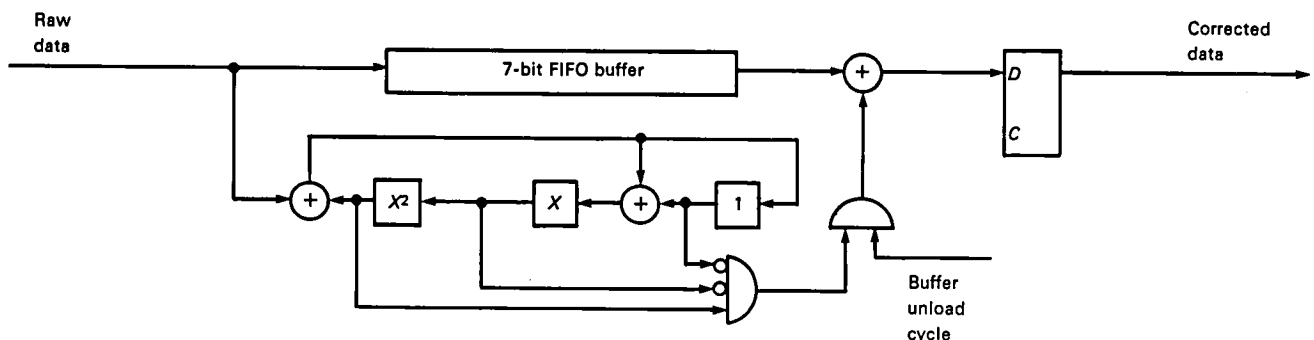 Raw
data
7-bit FIFO buffer
+
D
C
Corrected
data
+
X²
X
+
1
Buffer
unload
cycle